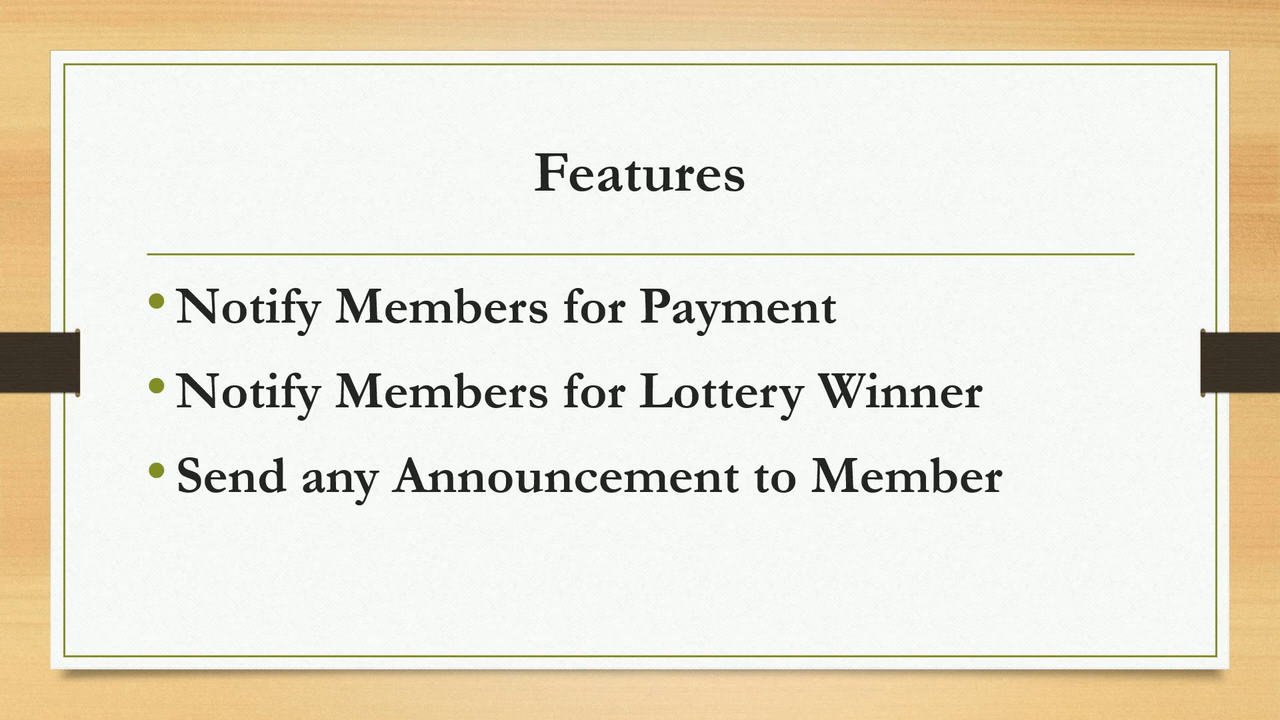 Features
• Notify Members for Payment
• Notify Members for Lottery Winner
• Send any Announcement to Member